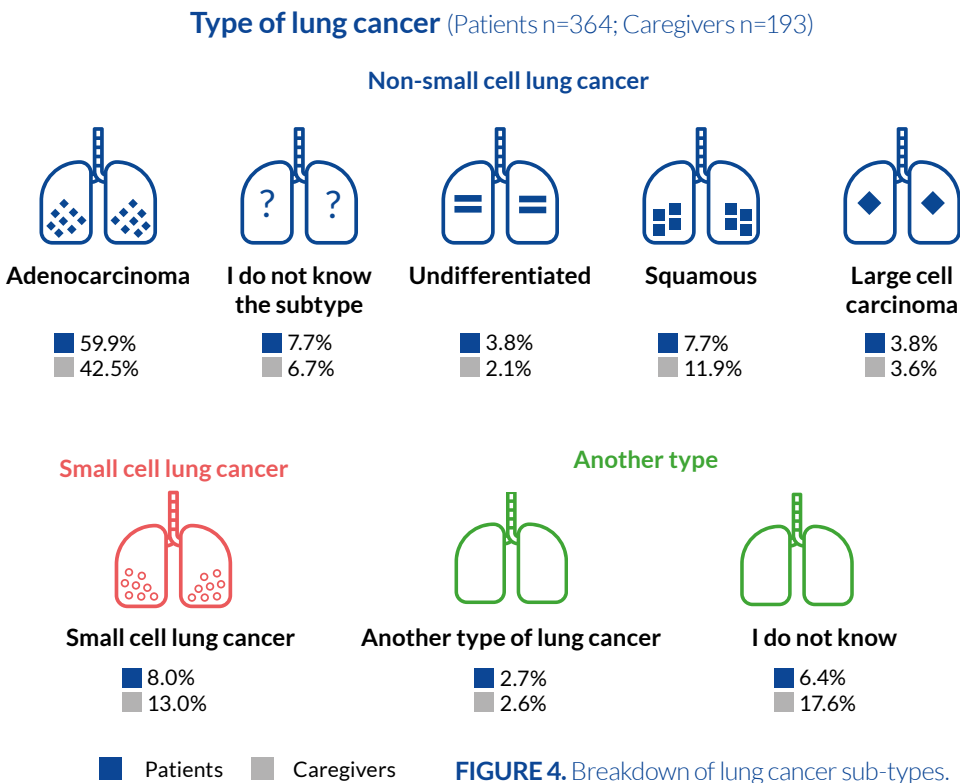 Type of lung cancer (Patients n=364; Caregivers n=193)
Non-small cell lung cancer
? ?
? ?
Adenocarcinoma
I do not know
the subtype
Undifferentiated
Squamous
Large cell
carcinoma
59.9%
42.5%
7.7%
6.7%
3.8%
2.1%
7.7%
11.9%
3.8%
3.6%
Small cell lung cancer
Another type
Small cell lung cancer
Another type of lung cancer
I do not know
8.0%
13.0%
2.7%
2.6%
6.4%
17.6%
Patients
Caregivers
FIGURE 4. Breakdown of lung cancer sub-types.